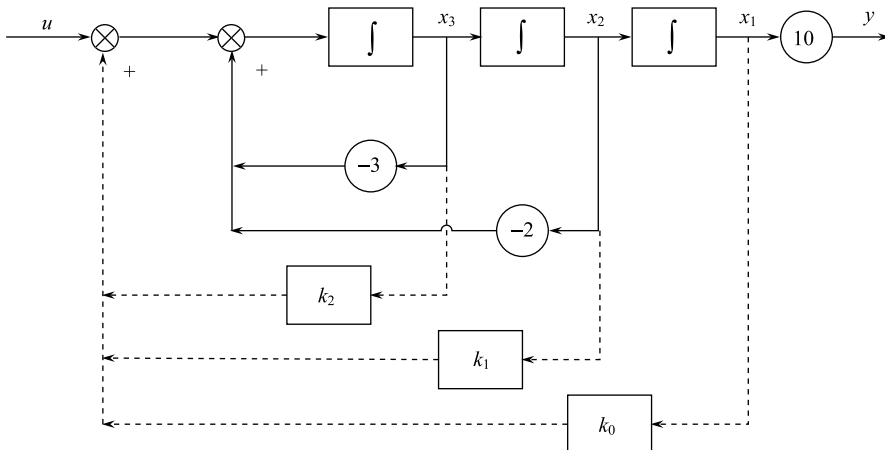 u x₃ x₂ x₁ y
∫ ∫ ∫ 10
+ +
−3
−2
k₂
k₁
k₀